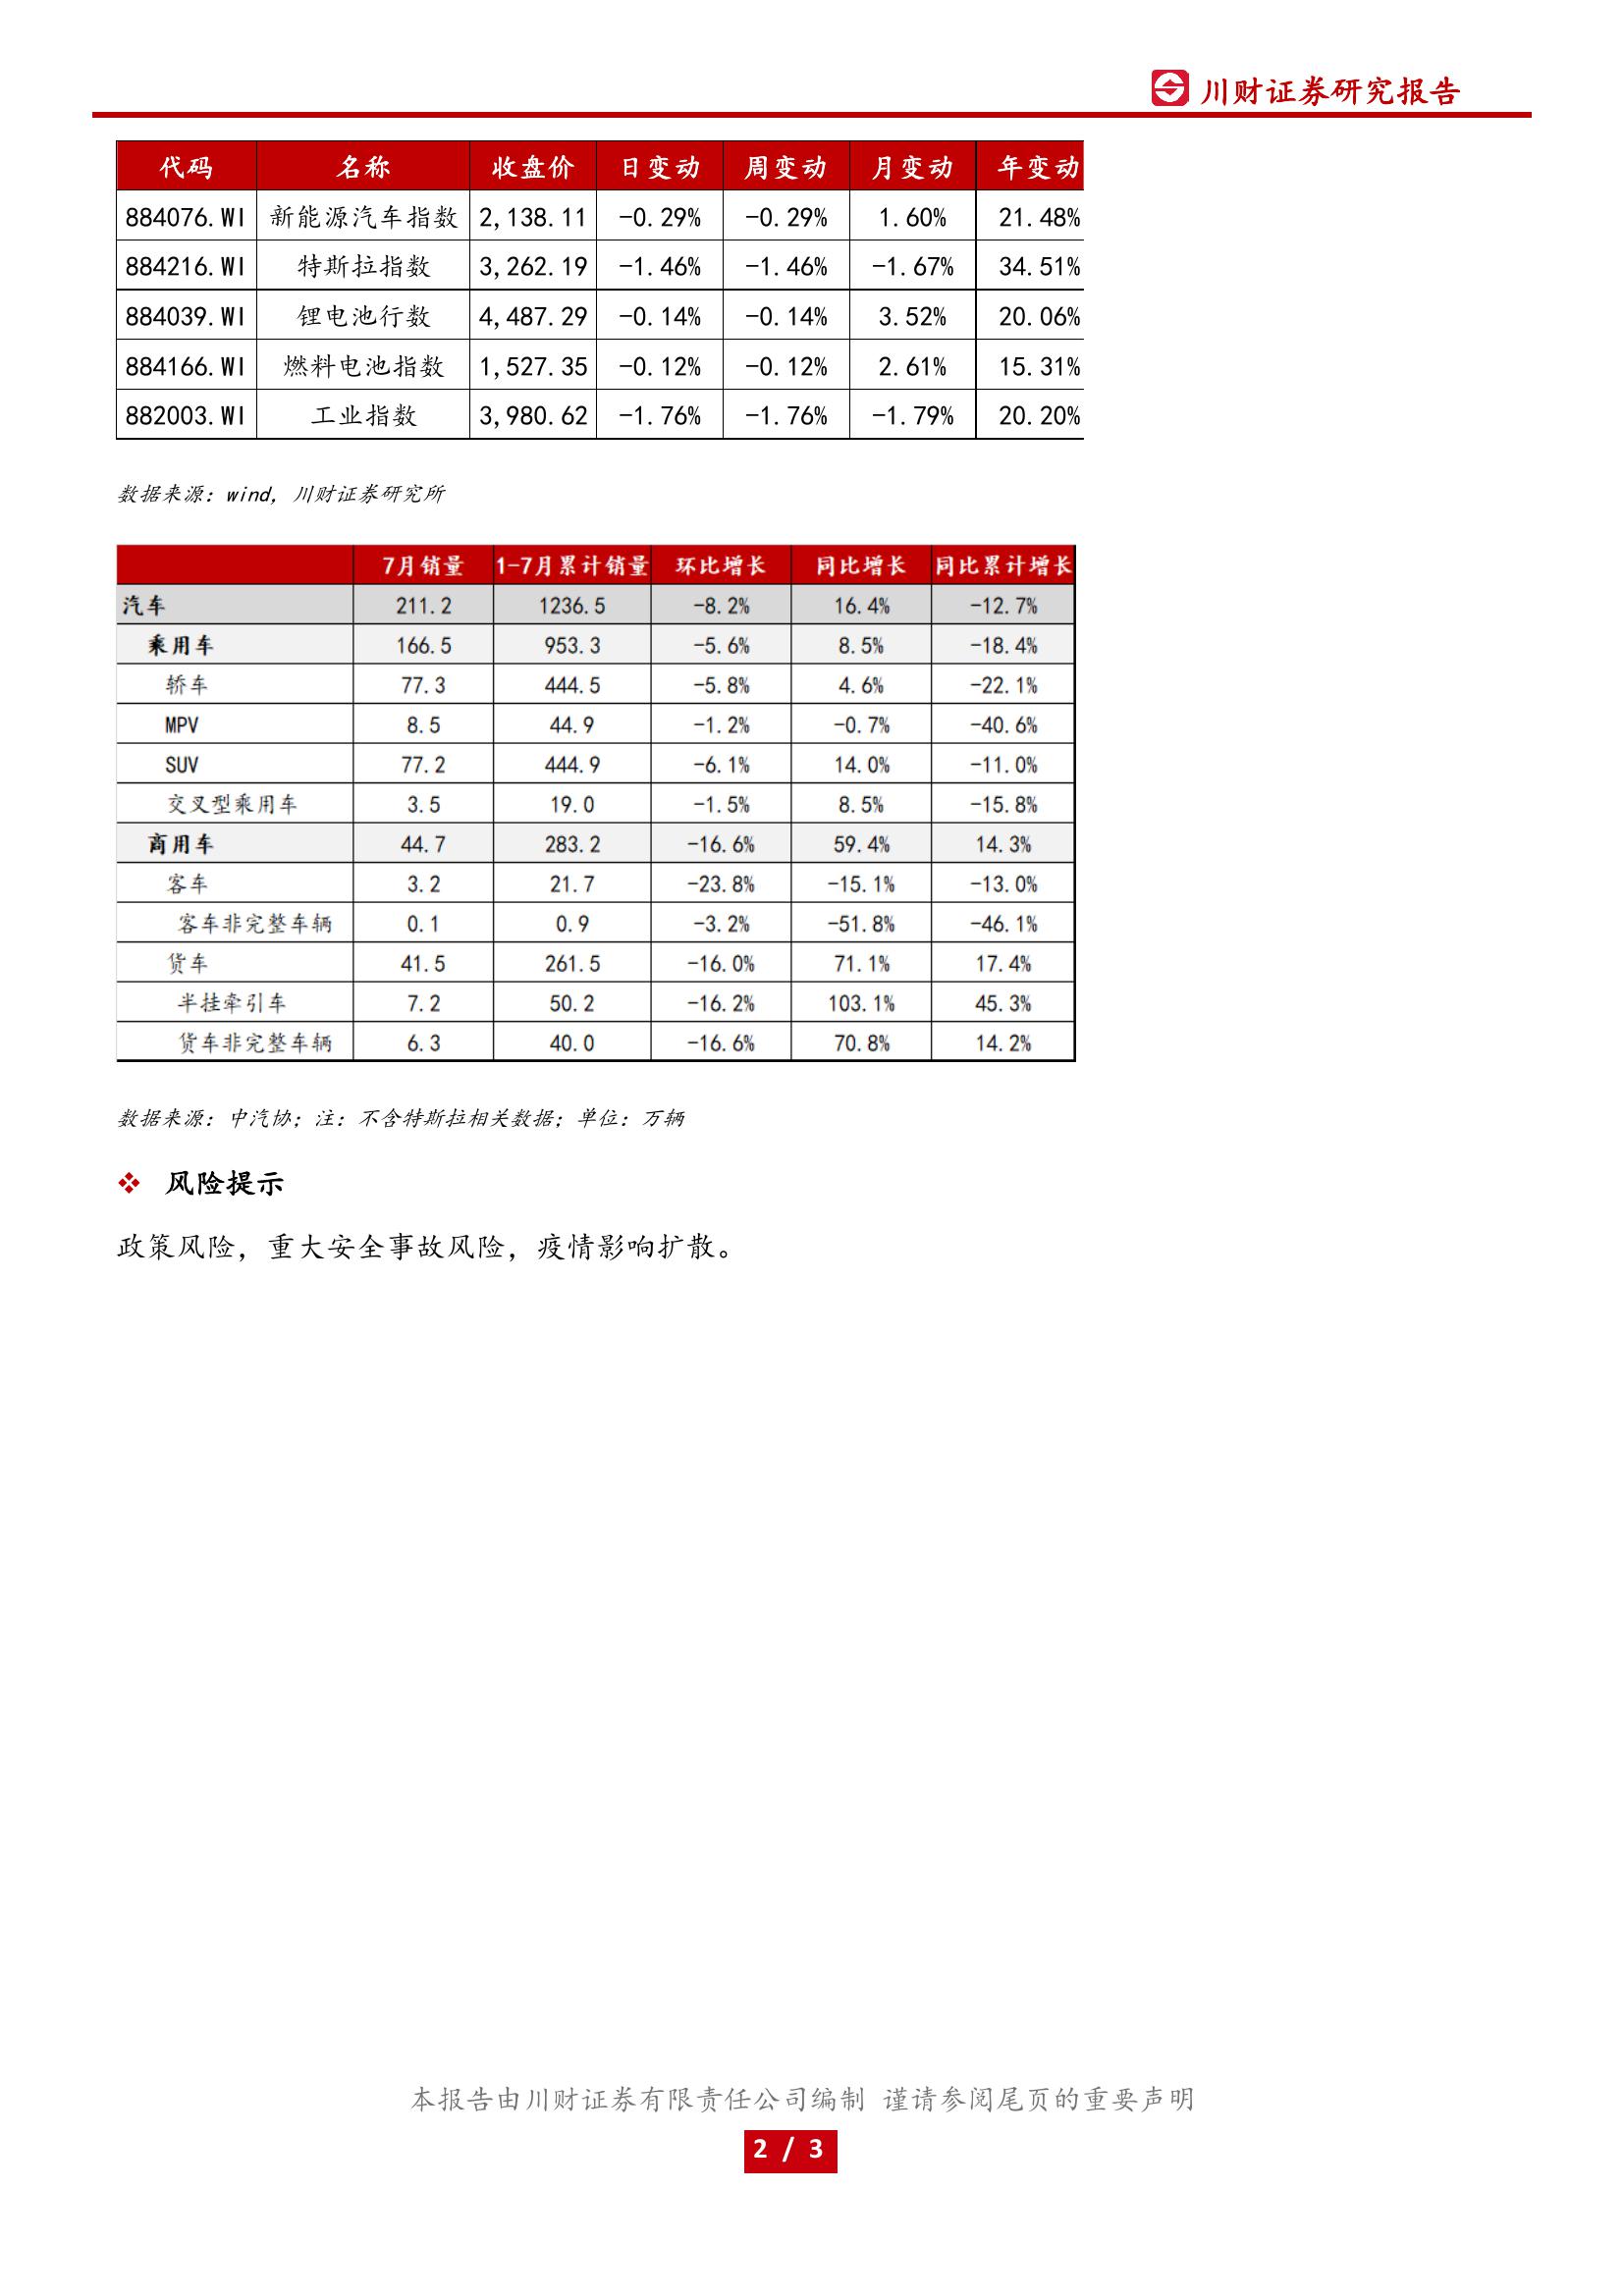 川财证券研究报告
代码 名称 收盘价 日变动 周变动 月变动 年变动
884076.WI 新能源汽车指数 2,138.11 -0.29% -0.29% 1.60% 21.48%
884216.WI 特斯拉指数 3,262.19 -1.46% -1.46% -1.67% 34.51%
884039.WI 锂电池行数 4,487.29 -0.14% -0.14% 3.52% 20.06%
884166.WI 燃料电池指数 1,527.35 -0.12% -0.12% 2.61% 15.31%
882003.WI 工业指数 3,980.62 -1.76% -1.76% -1.79% 20.20%
数据来源：wind，川财证券研究所
7月销量 1-7月累计销量 环比增长 同比增长 同比累计增长
汽车 211.2 1236.5 -8.2% 16.4% -12.7%
乘用车 166.5 953.3 -5.6% 8.5% -18.4%
轿车 77.3 444.5 -5.8% 4.6% -22.1%
MPV 8.5 44.9 -1.2% -0.7% -40.6%
SUV 77.2 444.9 -6.1% 14.0% -11.0%
交叉型乘用车 3.5 19.0 -1.5% 8.5% -15.8%
商用车 44.7 283.2 -16.6% 59.4% 14.3%
客车 3.2 21.7 -23.8% -15.1% -13.0%
客车非完整车辆 0.1 0.9 -3.2% -51.8% -46.1%
货车 41.5 261.5 -16.0% 71.1% 17.4%
半挂牵引车 7.2 50.2 -16.2% 103.1% 45.3%
货车非完整车辆 6.3 40.0 -16.6% 70.8% 14.2%
数据来源：中汽协；注：不含特斯拉相关数据；单位：万辆
❖ 风险提示
政策风险，重大安全事故风险，疫情影响扩散。
本报告由川财证券有限责任公司编制 谨请参阅尾页的重要声明
2 / 3